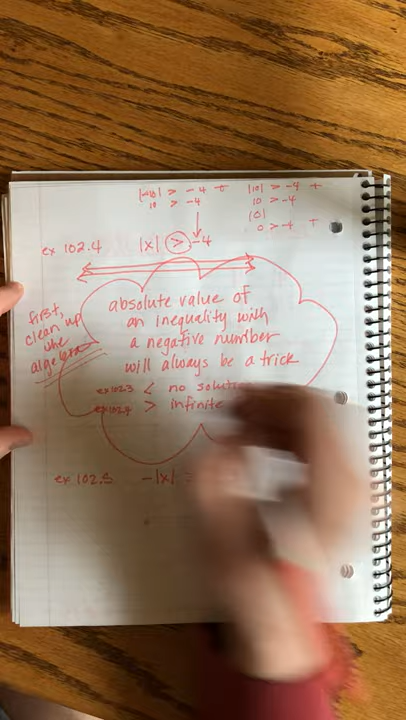 |-10| > -4 + |10| > -4 +
10 > -4 10 > -4
|0|
0 > -4 +
ex 102.4 |x| > -4
first,
clean up
the
algebra
absolute value of
an inequality with
a negative number
will always be a trick
ex 102.3 < no solution
ex 102.4 > infinite
ex 102.5 -|x|